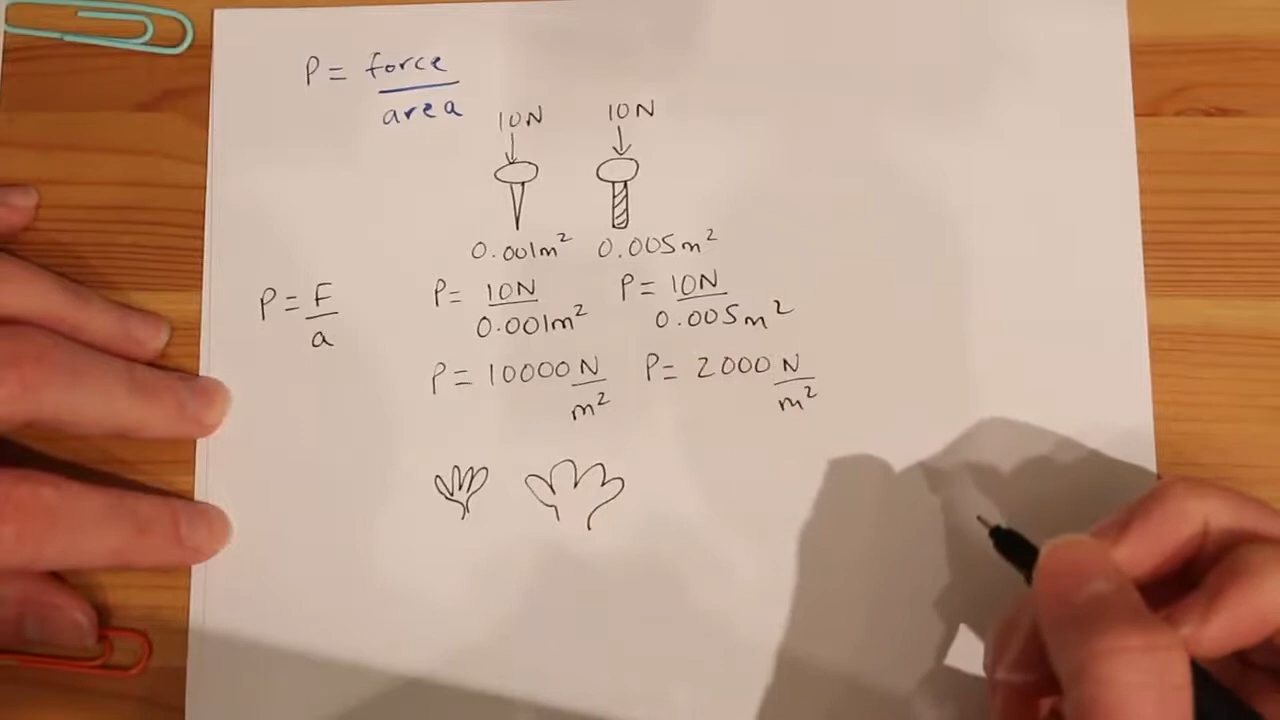 P = force
area
10N 10N
0.001m² 0.005m²
P = F
a
P = 10N
0.001m²
P = 10N
0.005m²
P = 10000 N
m²
P = 2000 N
m²